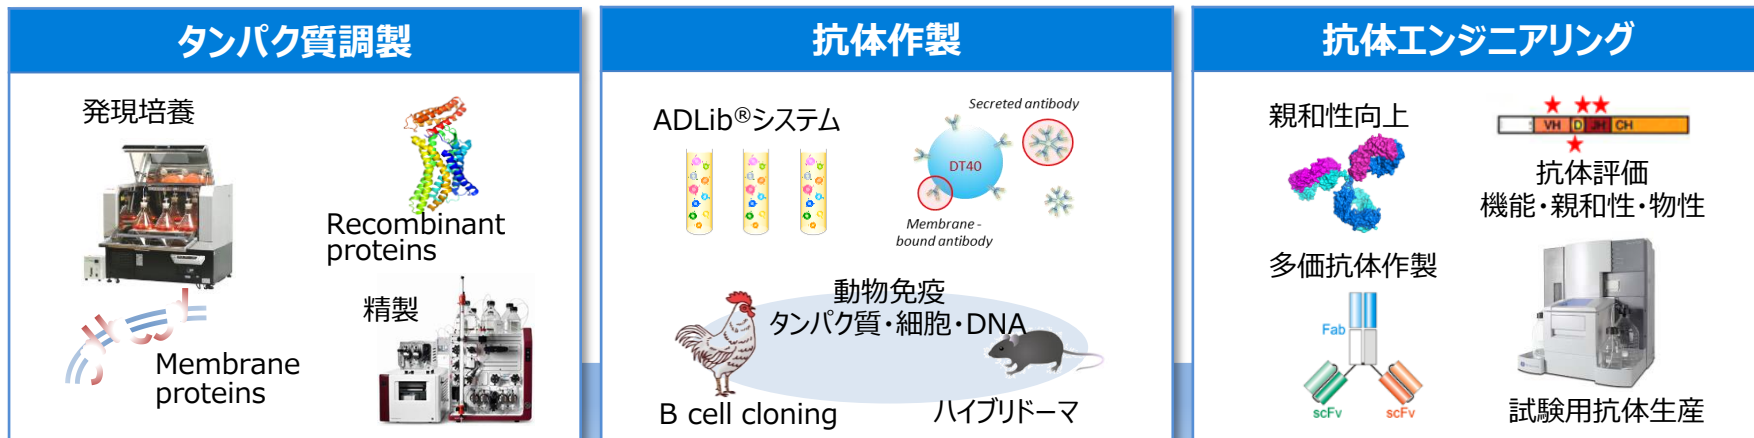 タンパク質調製
発現培養
Recombinant
proteins
精製
Membrane
proteins
抗体作製
ADLib®システム
Secreted antibody
DT40
Membrane -
bound antibody
動物免疫
タンパク質・細胞・DNA
B cell cloning
ハイブリドーマ
抗体エンジニアリング
親和性向上
VH D JH CH
抗体評価
機能・親和性・物性
多価抗体作製
Fab
scFv
scFv
試験用抗体生産